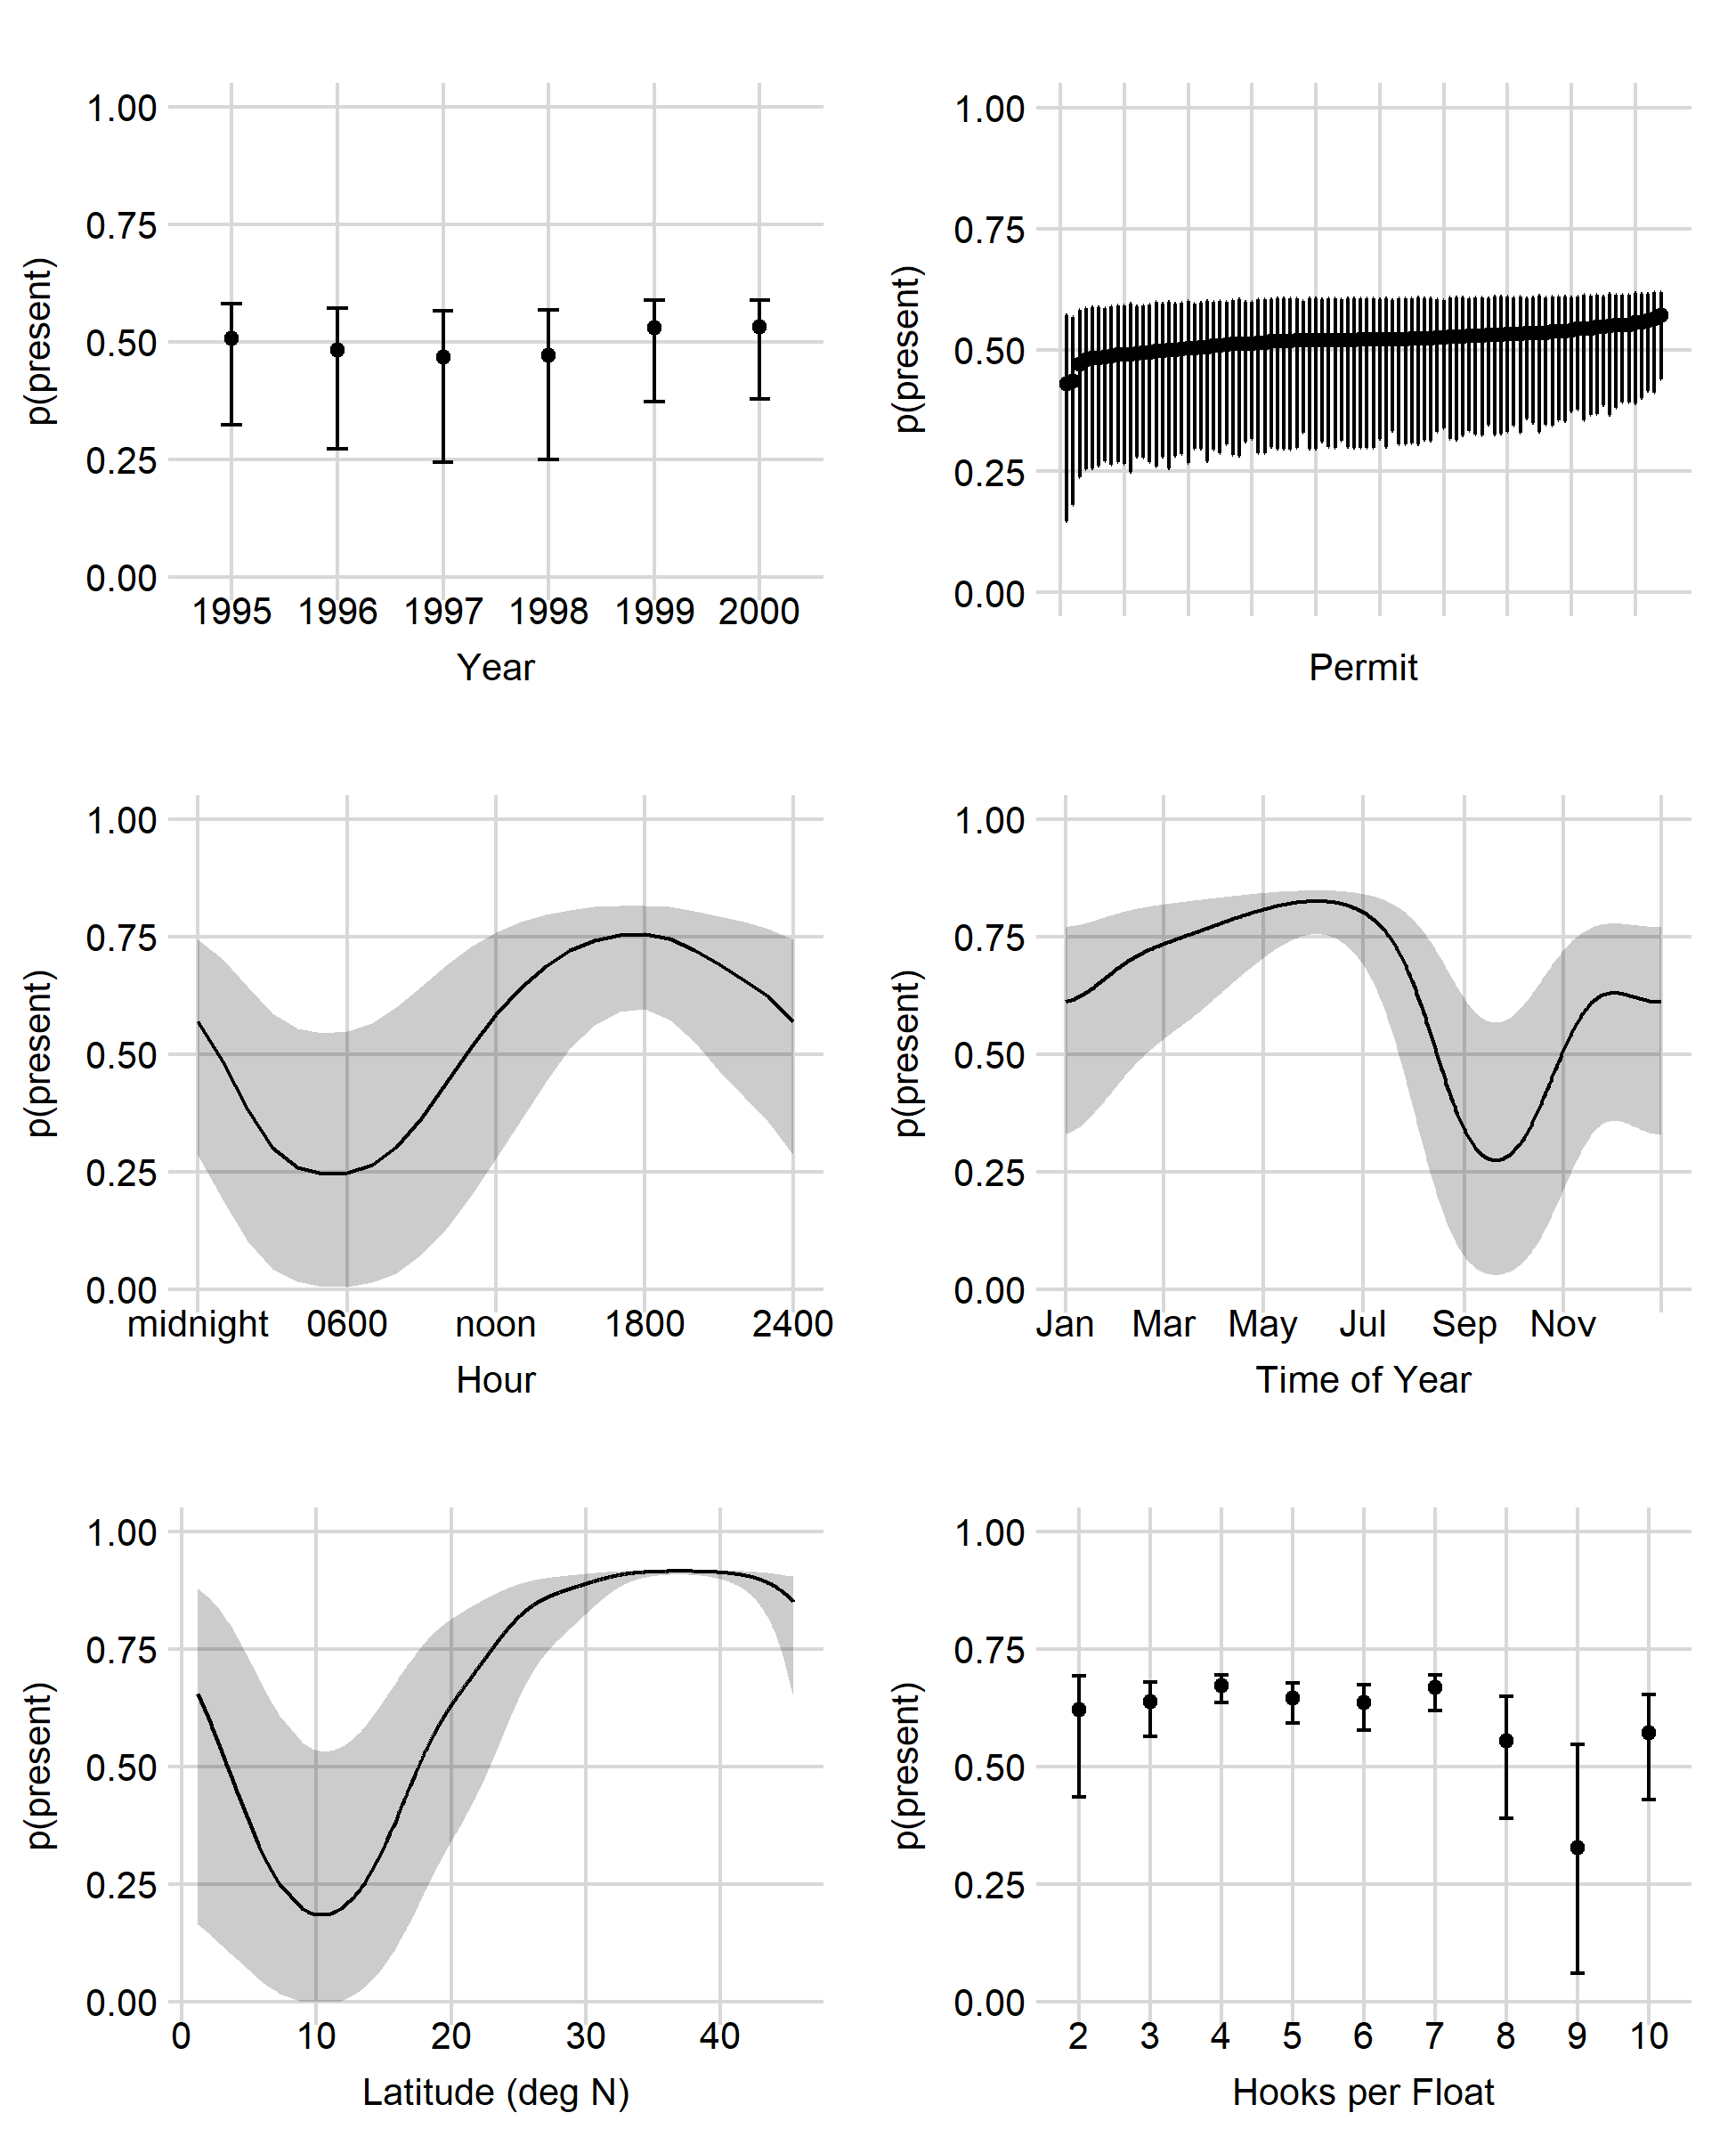 1.00
0.75
0.50
0.25
0.00
p(present)
1995 1996 1997 1998 1999 2000
Year
1.00
0.75
0.50
0.25
0.00
p(present)
Permit
1.00
0.75
0.50
0.25
0.00
p(present)
midnight 0600 noon 1800 2400
Hour
1.00
0.75
0.50
0.25
0.00
p(present)
Jan Mar May Jul Sep Nov
Time of Year
1.00
0.75
0.50
0.25
0.00
p(present)
0 10 20 30 40
Latitude (deg N)
1.00
0.75
0.50
0.25
0.00
p(present)
2 3 4 5 6 7 8 9 10
Hooks per Float